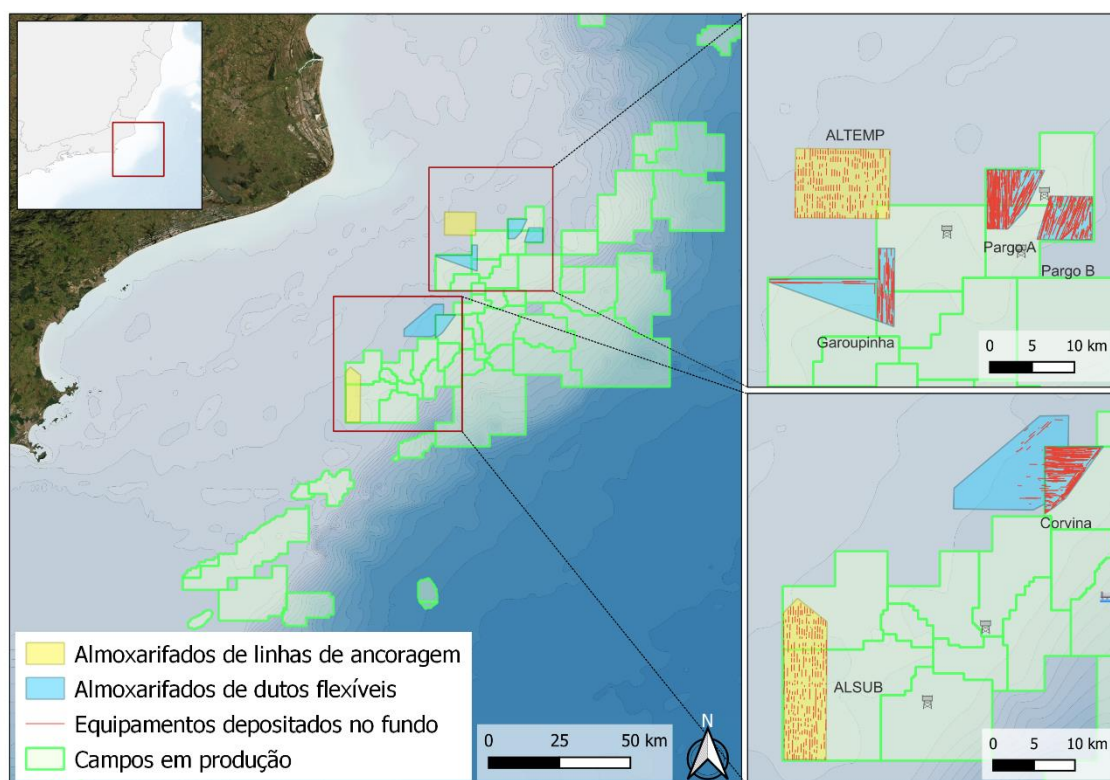 ALTEMP
Pargo A
Pargo B
Garoupinha
0 5 10 km
Corvina
ALSUB
0 5 10 km
Almoxarifados de linhas de ancoragem
Almoxarifados de dutos flexíveis
Equipamentos depositados no fundo
Campos em produção
0 25 50 km
N